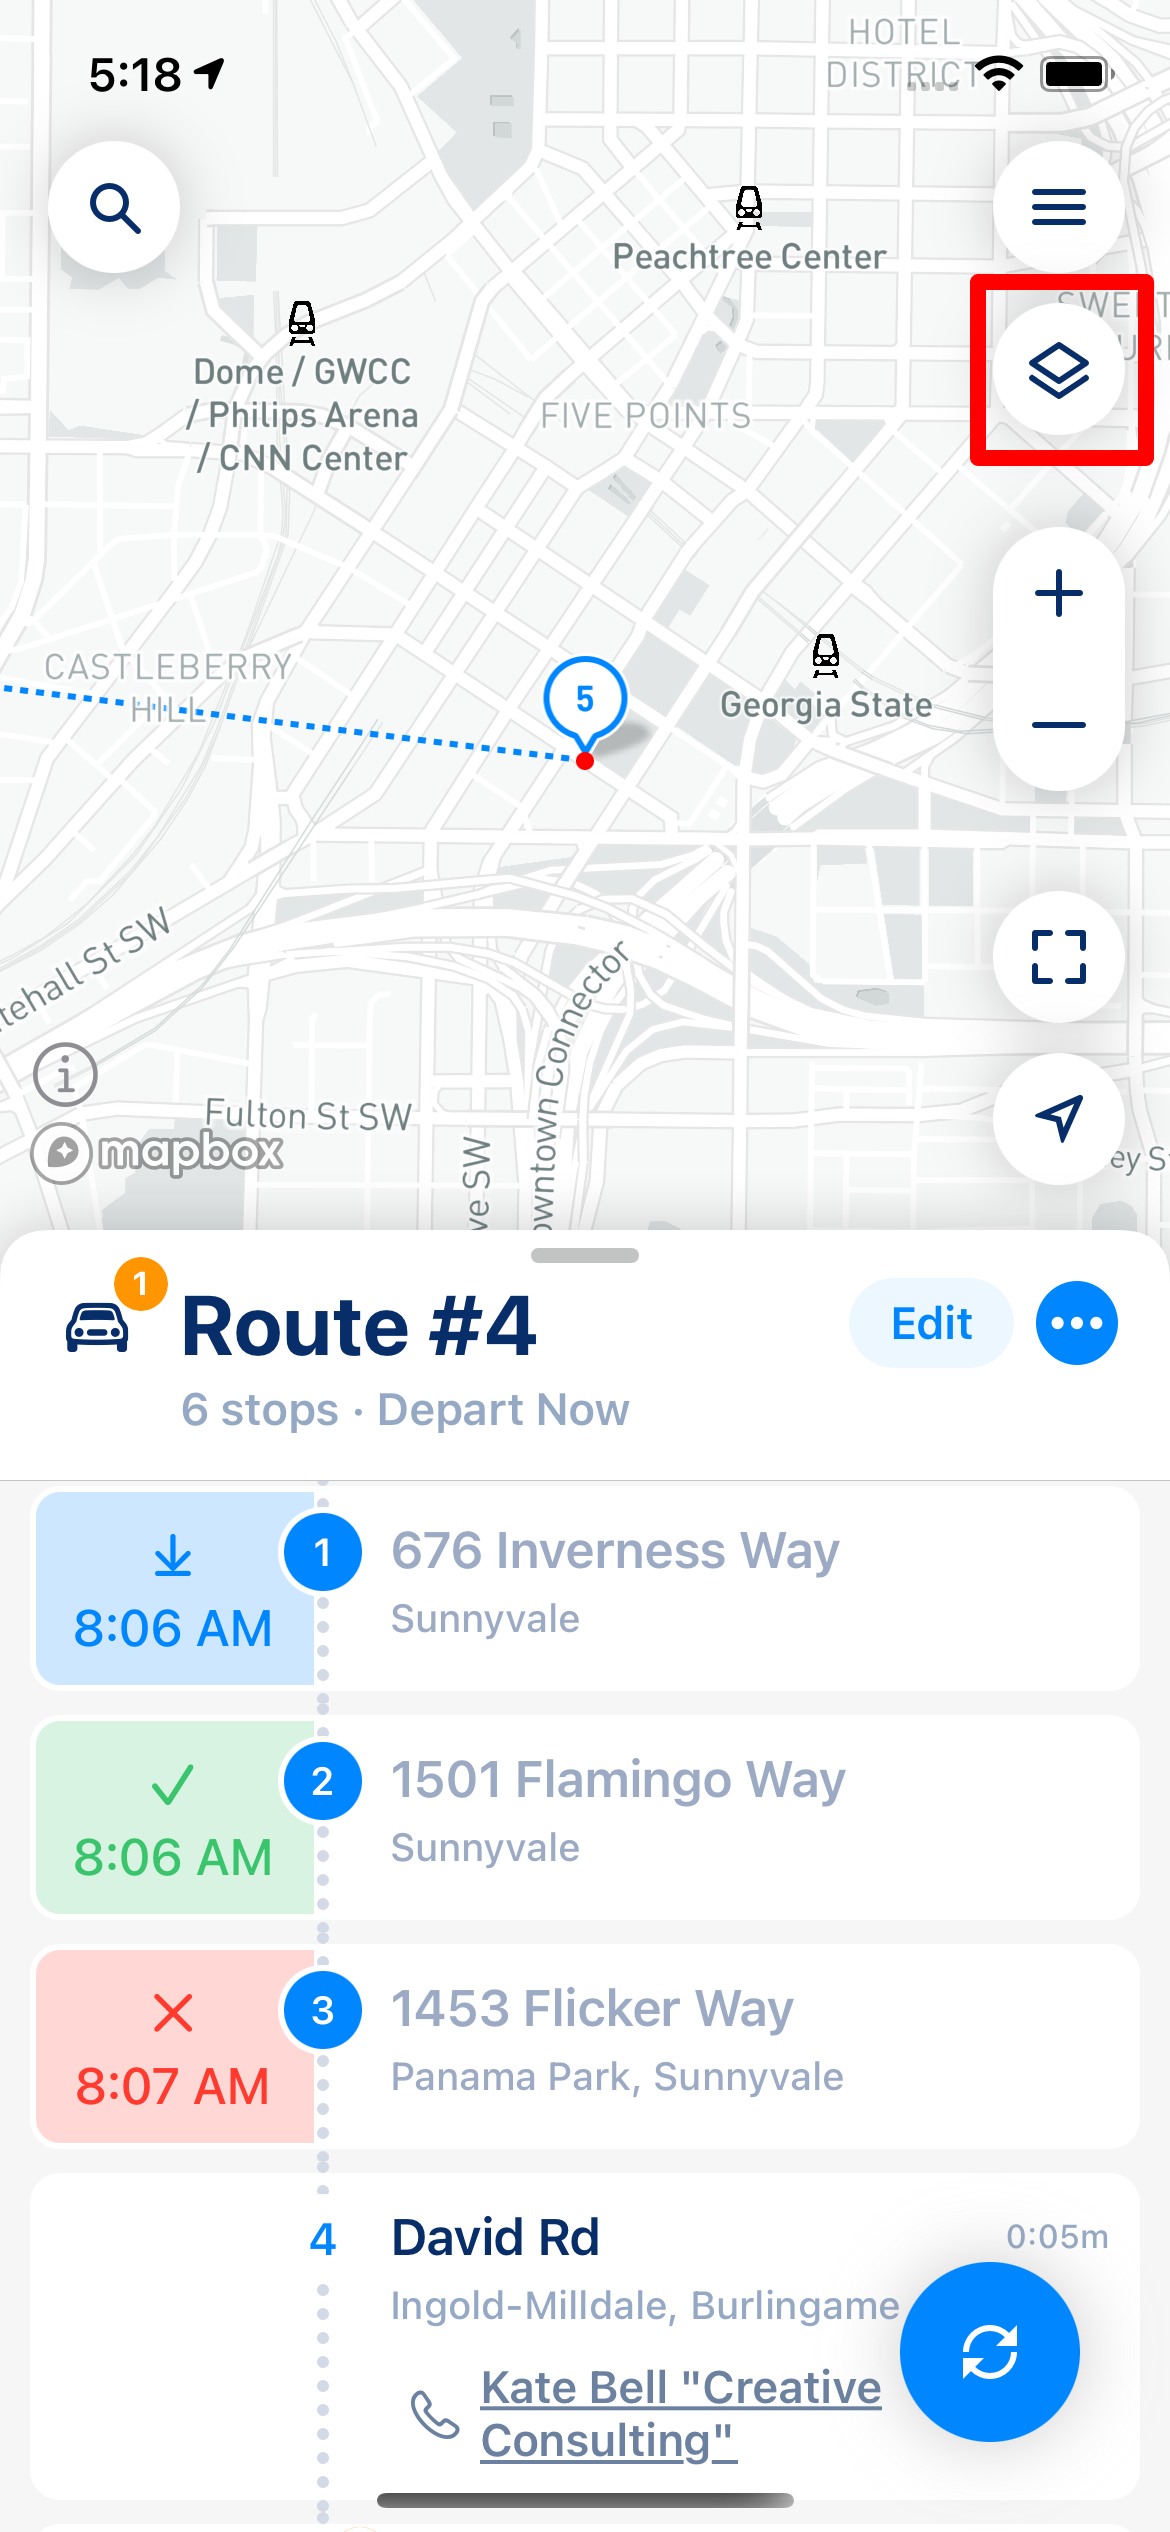 HOTEL
DISTRICT
5:18
Peachtree Center
Dome / GWCC
/ Philips Arena
/ CNN Center
FIVE POINTS
CASTLEBERRY
HILL
5
Georgia State
tehall St SW
owntown Connector
Fulton St SW
ve SW
ey St
mapbox
1
Route #4
Edit
6 stops · Depart Now
1
676 Inverness Way
8:06 AM
Sunnyvale
2
1501 Flamingo Way
8:06 AM
Sunnyvale
3
1453 Flicker Way
8:07 AM
Panama Park, Sunnyvale
4
David Rd
0:05m
Ingold-Milldale, Burlingame
Kate Bell "Creative
Consulting"